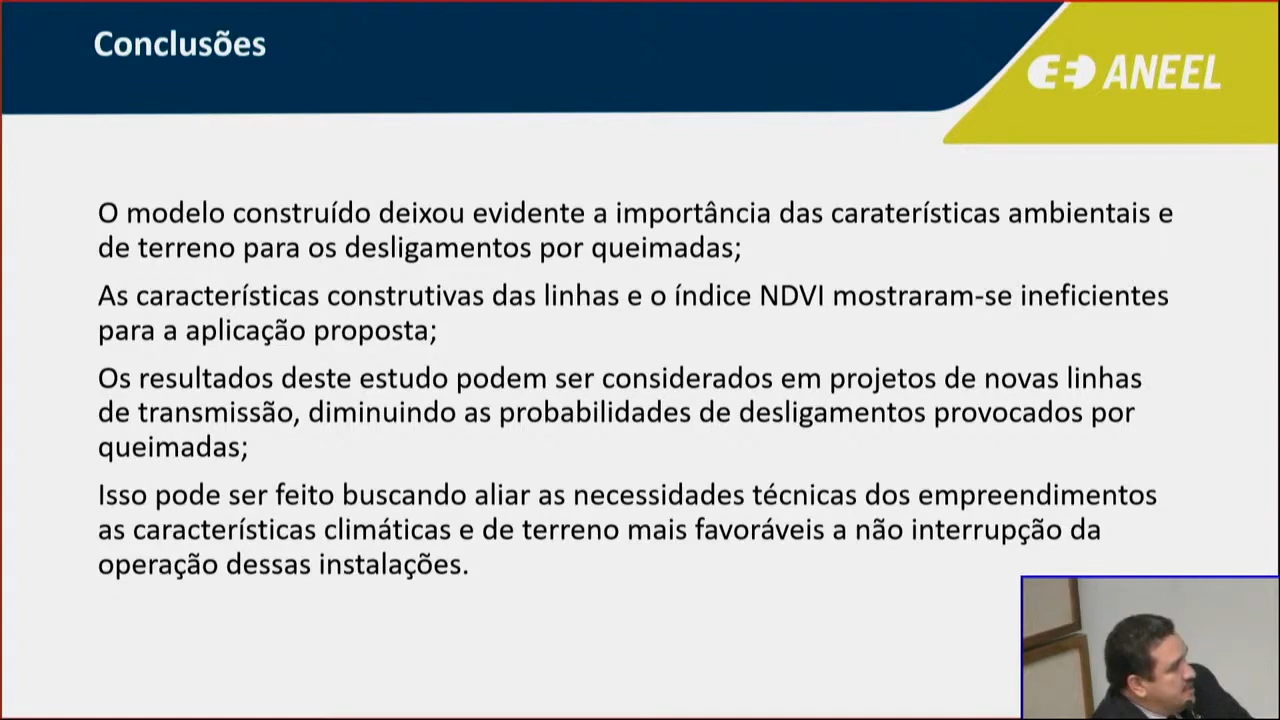 Conclusões
ANEEL
O modelo construído deixou evidente a importância das caraterísticas ambientais e
de terreno para os desligamentos por queimadas;
As características construtivas das linhas e o índice NDVI mostraram-se ineficientes
para a aplicação proposta;
Os resultados deste estudo podem ser considerados em projetos de novas linhas
de transmissão, diminuindo as probabilidades de desligamentos provocados por
queimadas;
Isso pode ser feito buscando aliar as necessidades técnicas dos empreendimentos
as características climáticas e de terreno mais favoráveis a não interrupção da
operação dessas instalações.